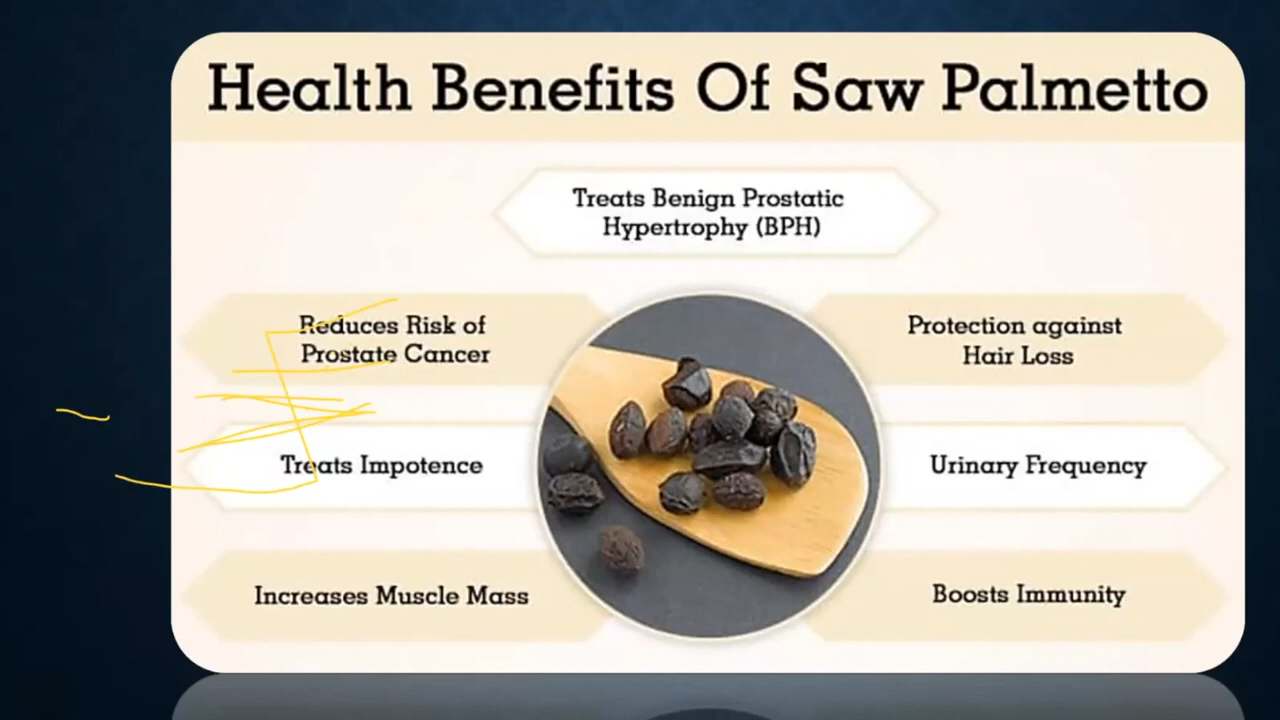 Health Benefits Of Saw Palmetto
Treats Benign Prostatic
Hypertrophy (BPH)
Reduces Risk of
Prostate Cancer
Protection against
Hair Loss
Treats Impotence
Urinary Frequency
Increases Muscle Mass
Boosts Immunity